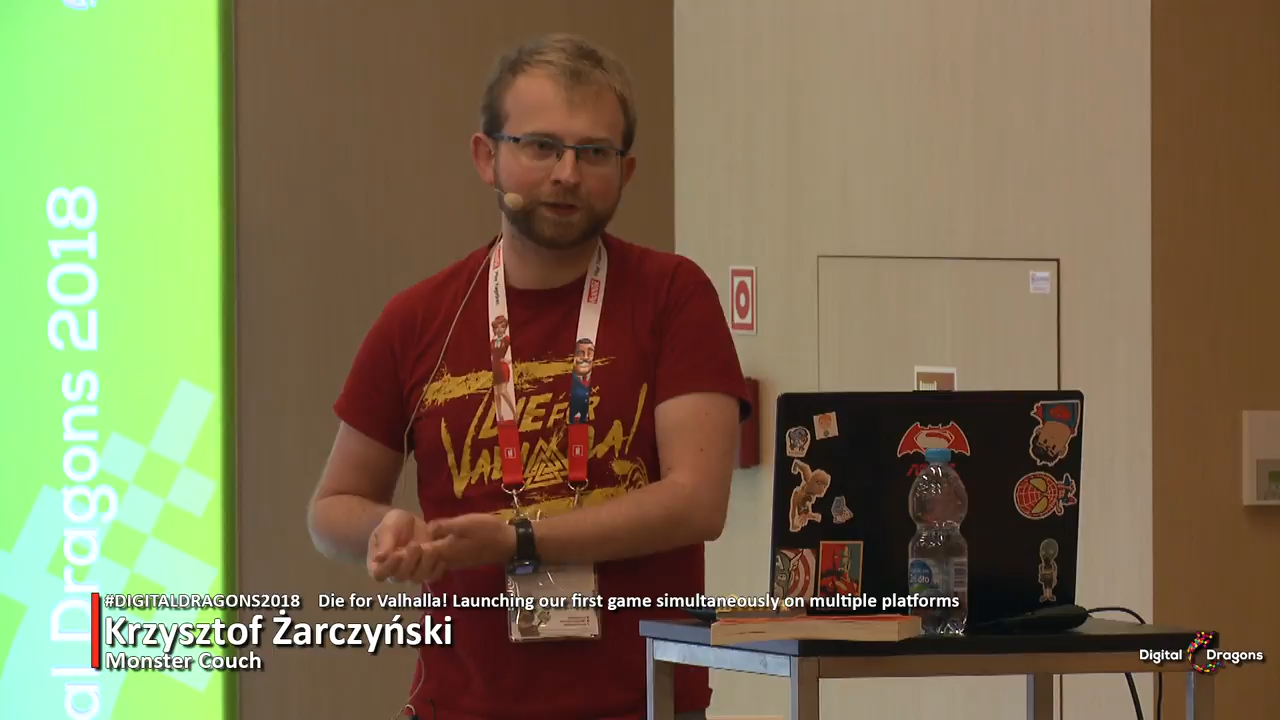 al Dragons 2018
DIE FOR
VALHALLA!
#DIGITALDRAGONS2018 Die for Valhalla! Launching our first game simultaneously on multiple platforms
Krzysztof Żarczyński
Monster Couch
Digital Dragons